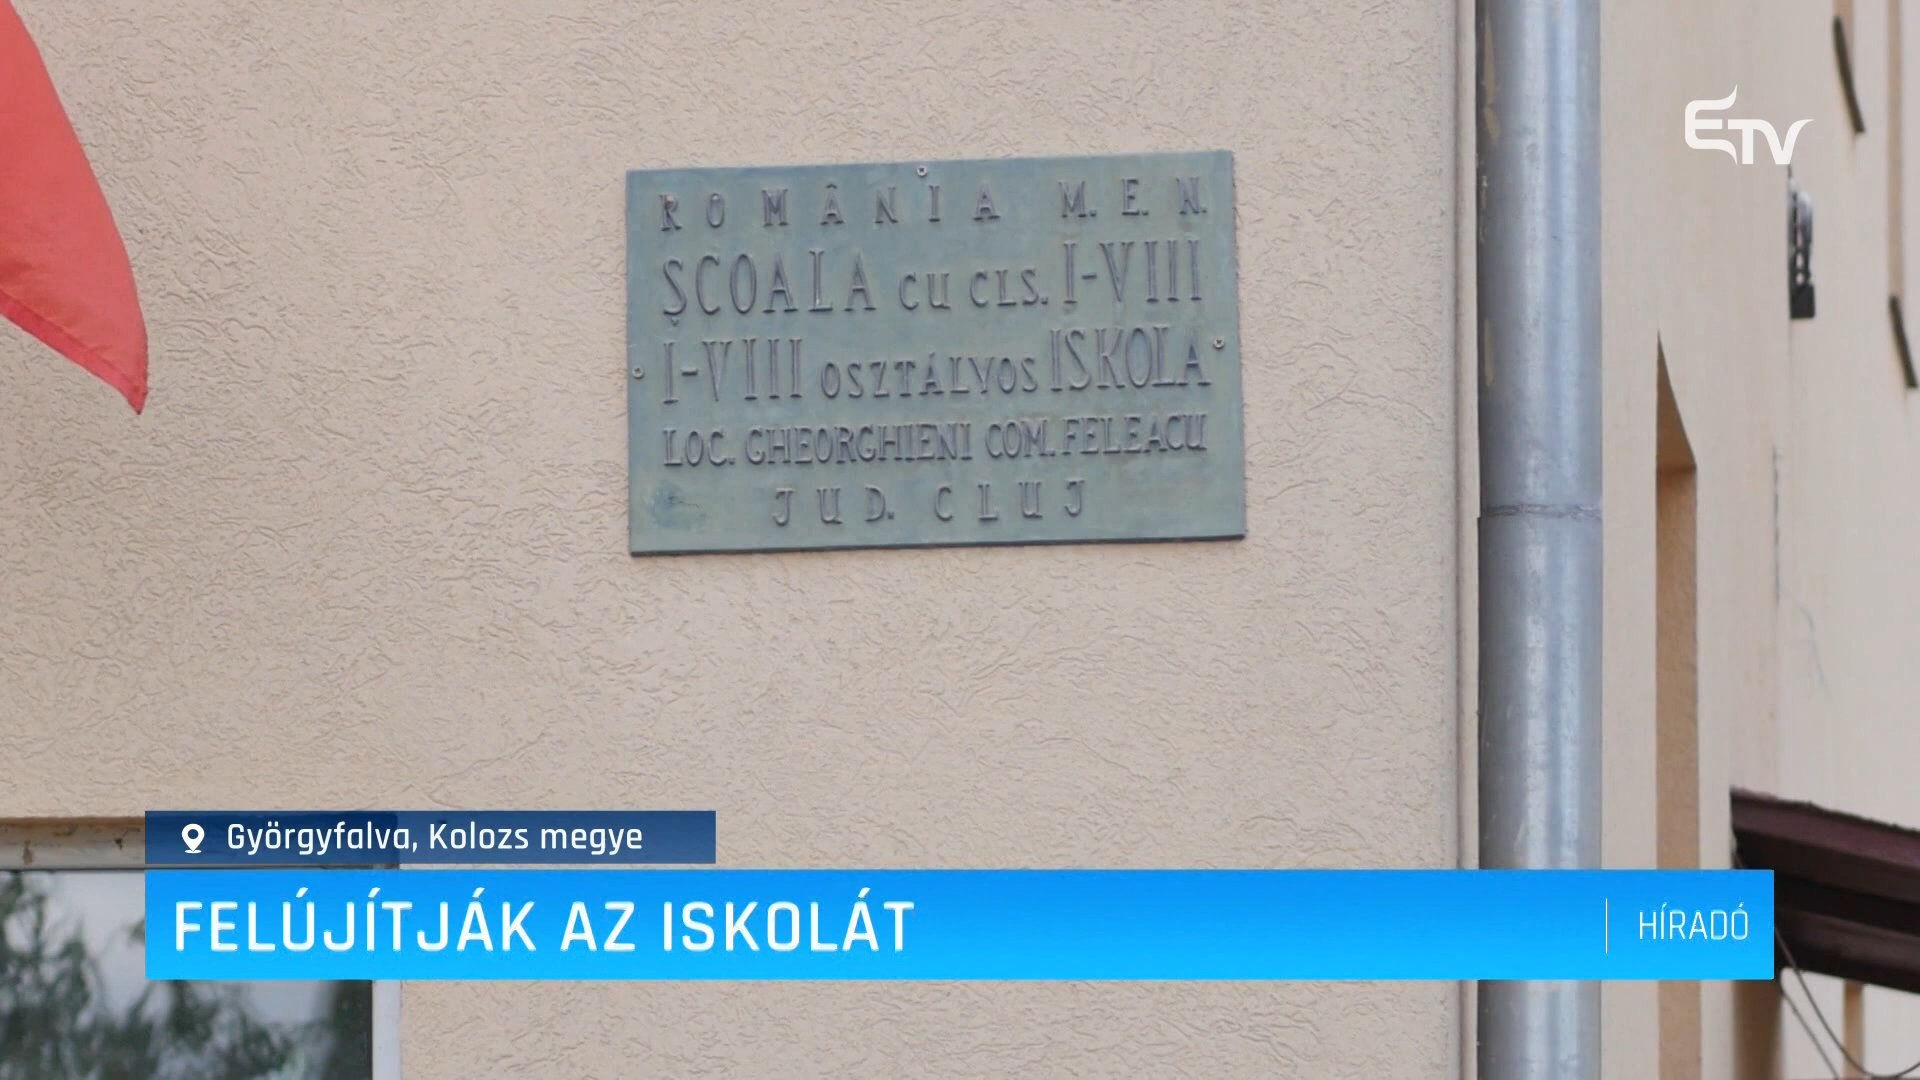 ETV
ROMÂNIA M.E.N.
ȘCOALA CU CLS. I-VIII
I-VIII OSZTÁLYOS ISKOLA
LOC. GHEORGHIENI COM. FELEACU
JUD. CLUJ
Györgyfalva, Kolozs megye
FELÚJÍTJÁK AZ ISKOLÁT
HÍRADÓ